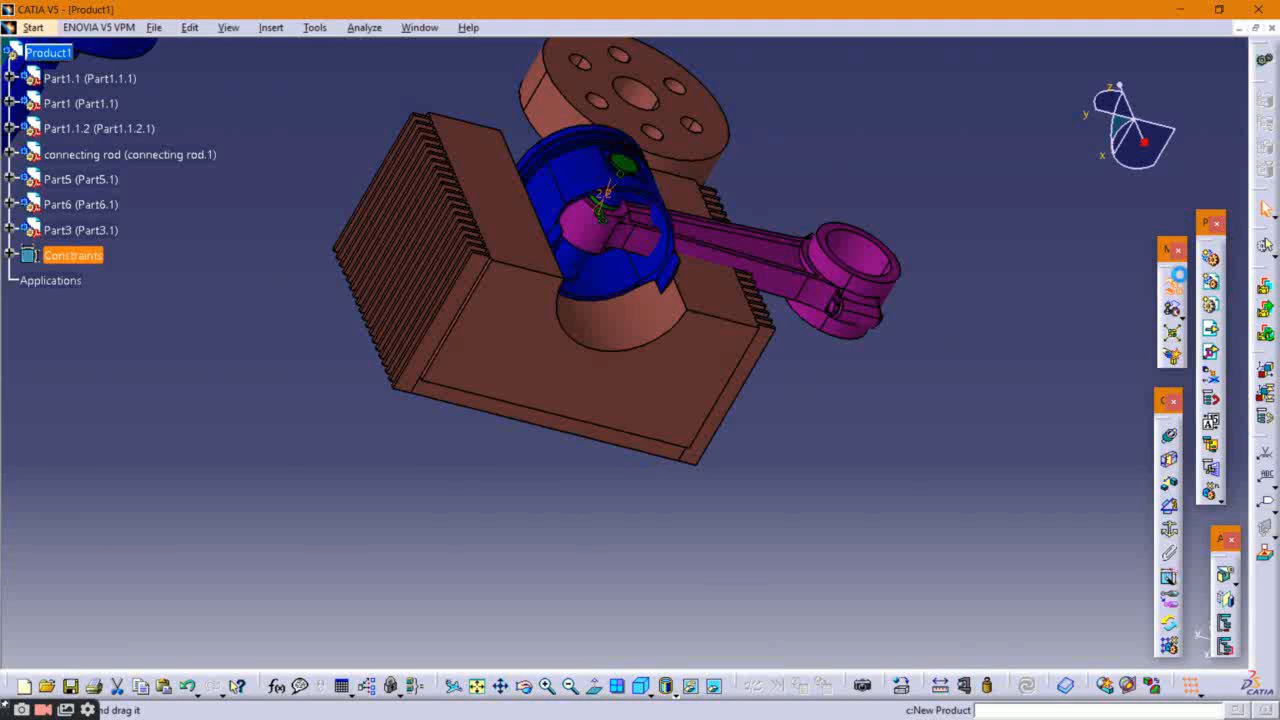 CATIA V5 - [Product1]
Start ENOVIA V5 VPM File Edit View Insert Tools Analyze Window Help
Product1
Part1.1 (Part1.1.1)
Part1 (Part1.1)
Part1.1.2 (Part1.1.2.1)
connecting rod (connecting rod.1)
Part5 (Part5.1)
Part6 (Part6.1)
Part3 (Part3.1)
Constraints
Applications
z
y
x
P
M
C
A
ABC
f(x)
CATIA
nd drag it
c:New Product